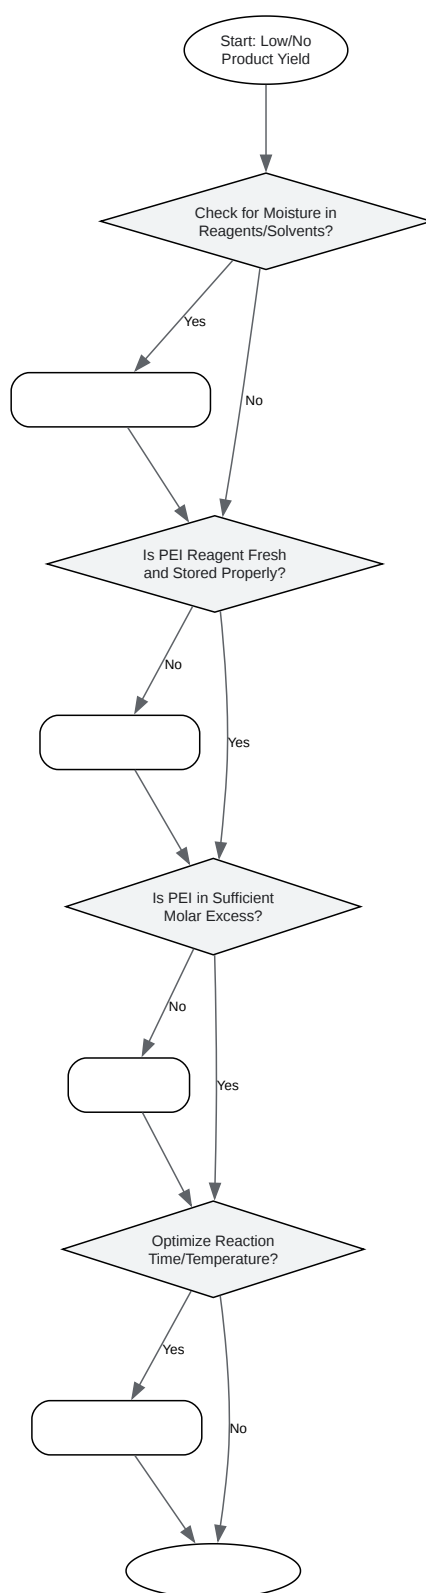 Start: Low/No
Product Yield
Check for Moisture in
Reagents/Solvents?
Yes
No
Is PEI Reagent Fresh
and Stored Properly?
No
Yes
Is PEI in Sufficient
Molar Excess?
No
Yes
Optimize Reaction
Time/Temperature?
Yes
No